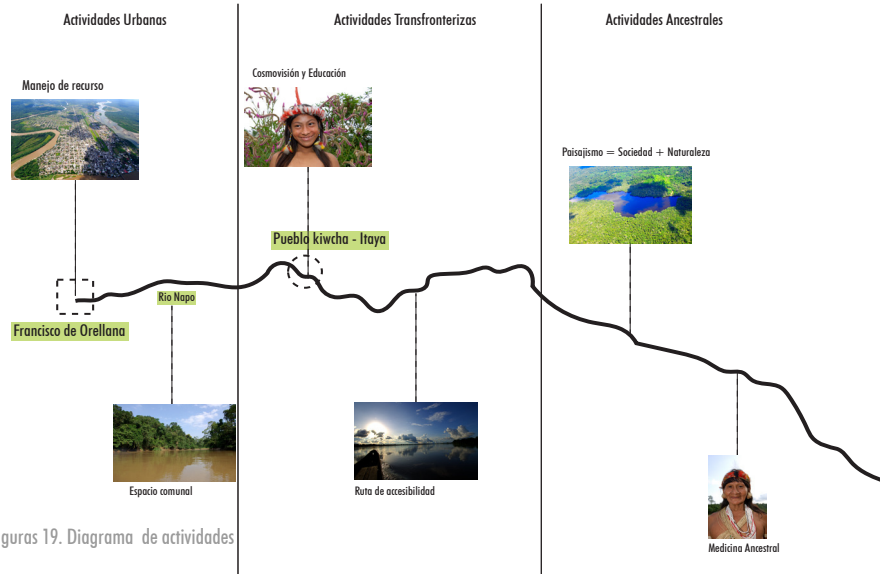 Actividades Urbanas
Actividades Transfronterizas
Actividades Ancestrales
Manejo de recurso
Cosmovisión y Educación
Paisajismo = Sociedad + Naturaleza
Pueblo kiwcha - Itaya
Rio Napo
Francisco de Orellana
Espacio comunal
Ruta de accesibilidad
Medicina Ancestral
guras 19. Diagrama de actividades